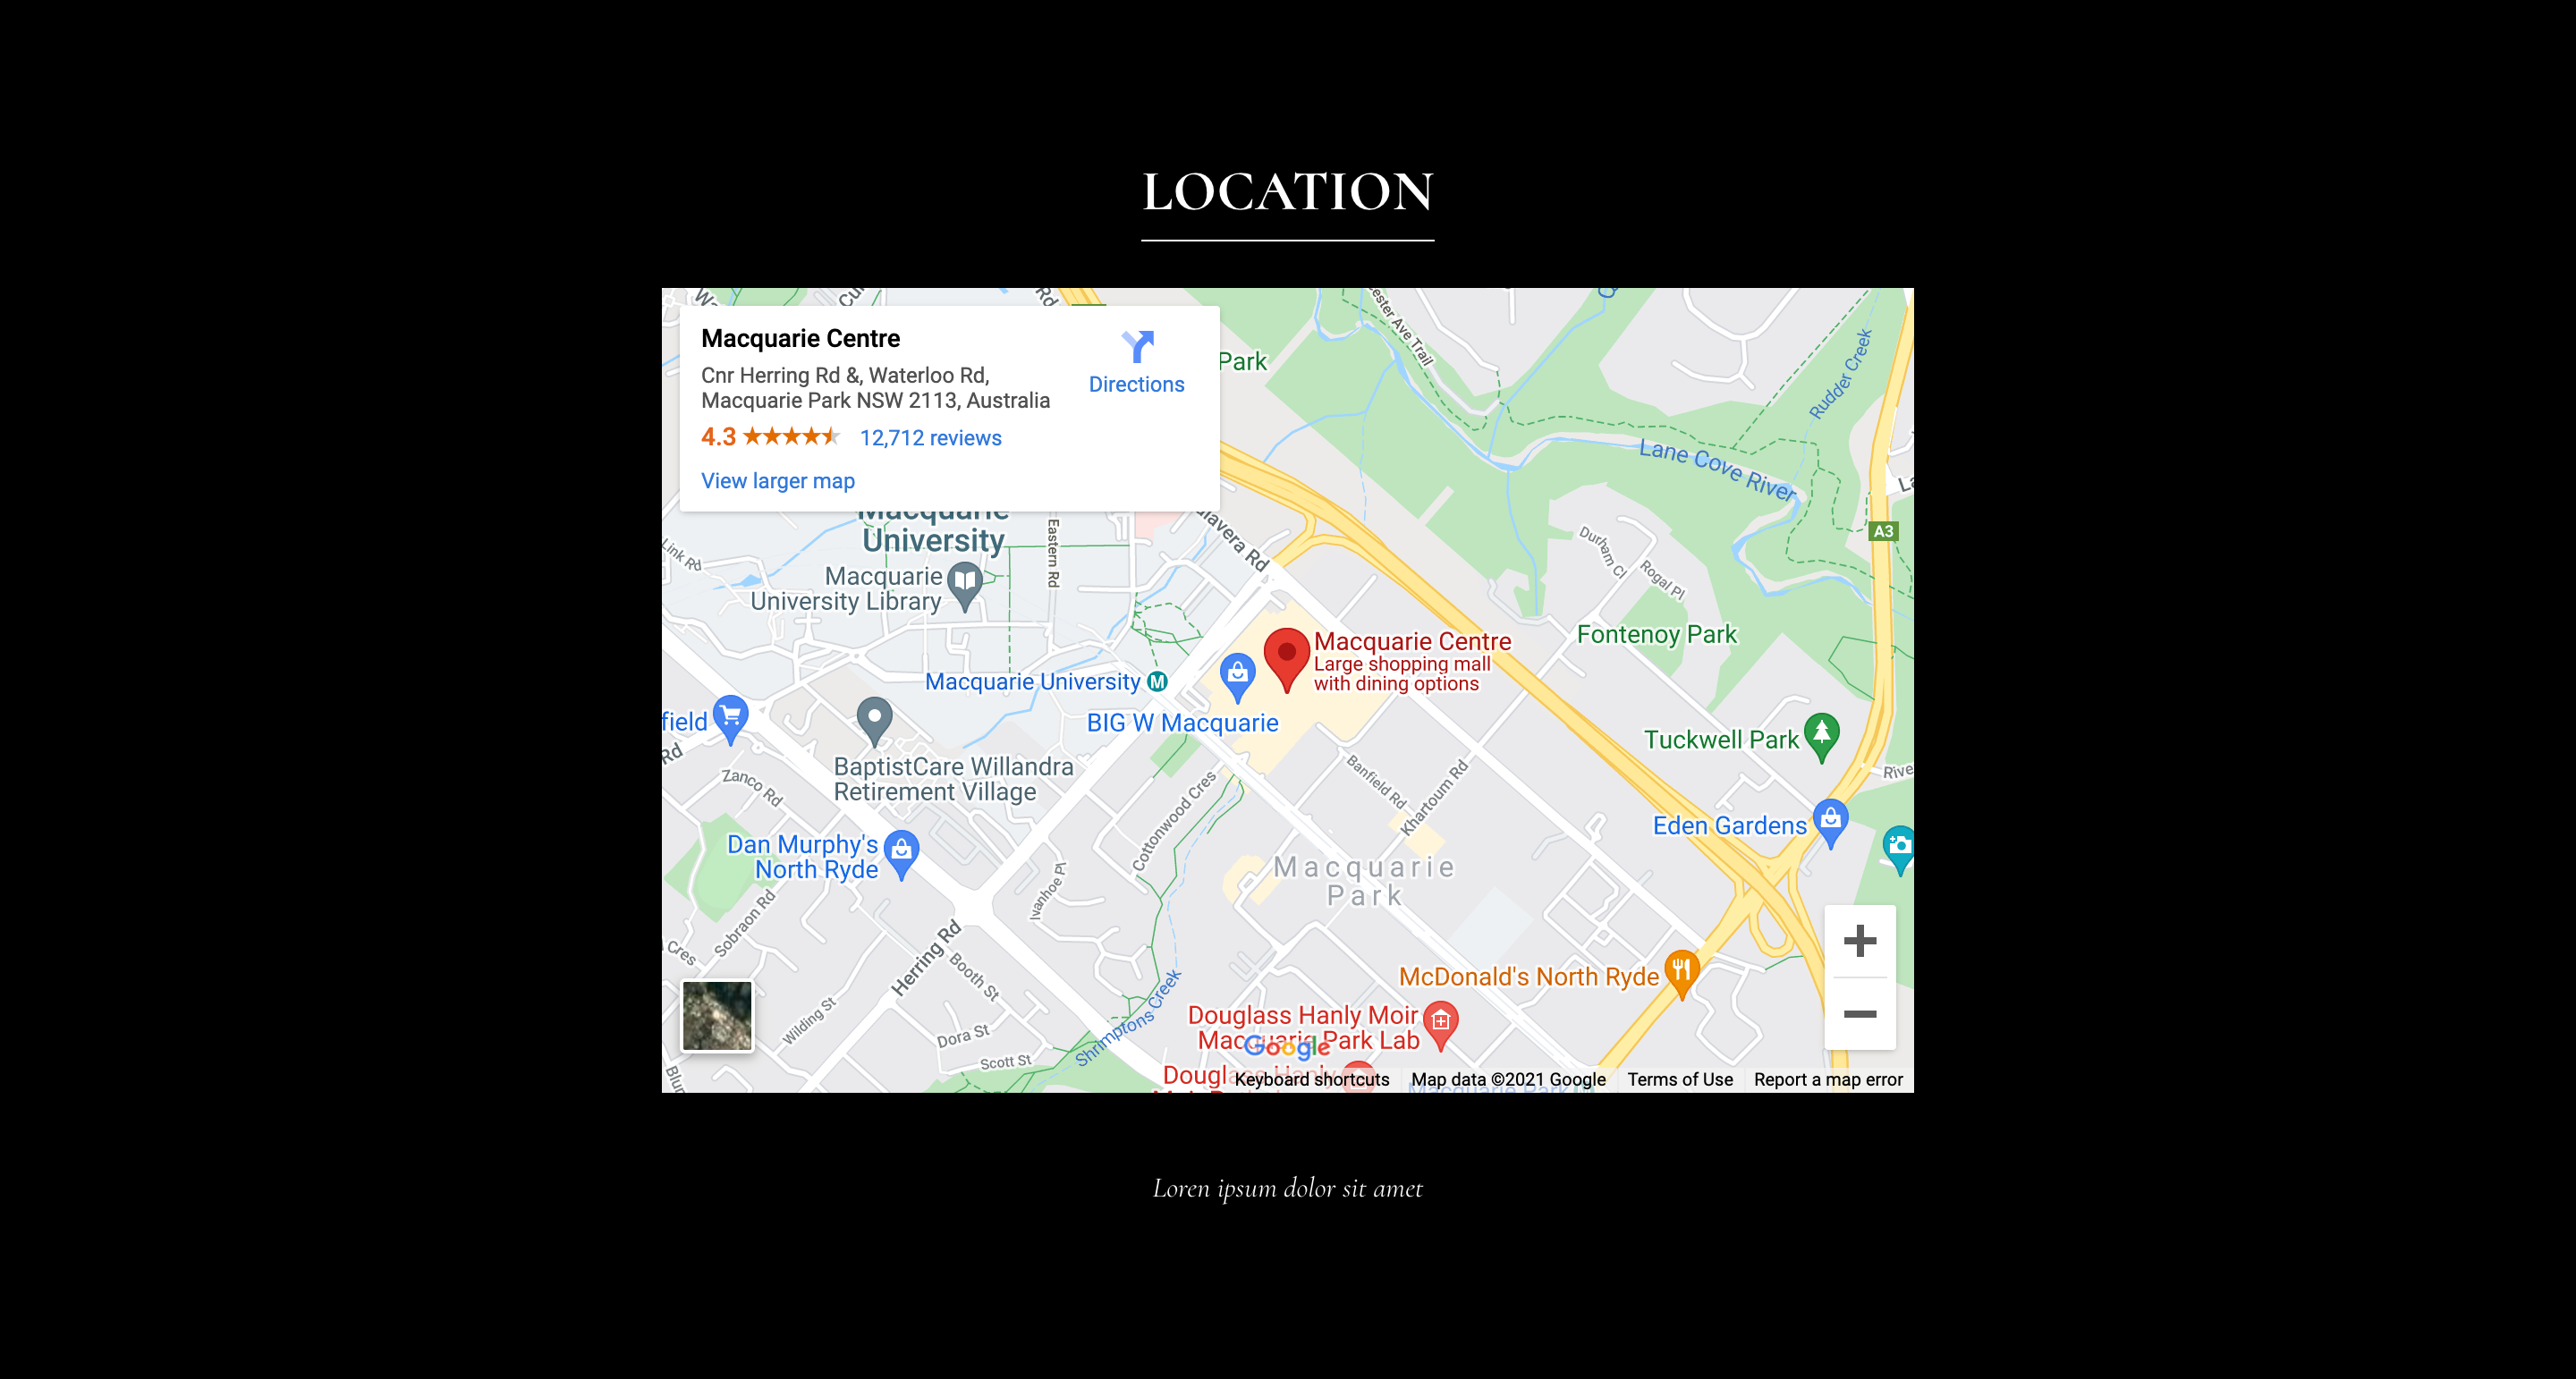 LOCATION
Macquarie Centre
Cnr Herring Rd &, Waterloo Rd,
Macquarie Park NSW 2113, Australia
4.3
12,712 reviews
View larger map
Directions
Rd
Park
Rudder Creek
Lane Cove River
A3
Macquarie
University
Link Rd
Eastern Rd
Macquarie
University Library
Durham Cl
Rogal Pl
Fontenoy Park
Macquarie Centre
Large shopping mall
with dining options
Macquarie University
M
BIG W Macquarie
field
Rd
Tuckwell Park
BaptistCare Willandra
Retirement Village
Zanco Rd
Banfield Rd
Khartoum Rd
Cottonwood Cres
Eden Gardens
Dan Murphy's
North Ryde
Macquarie
Park
Ivanhoe Pl
Sobraon Rd
Cres
Herring Rd
Booth St
McDonald's North Ryde
Wilding St
Dora St
Scott St
Shrimptons Creek
Douglass Hanly Moir
Macquarie Park Lab
Google
Keyboard shortcuts
Map data ©2021 Google
Terms of Use
Report a map error
Loren ipsum dolor sit amet